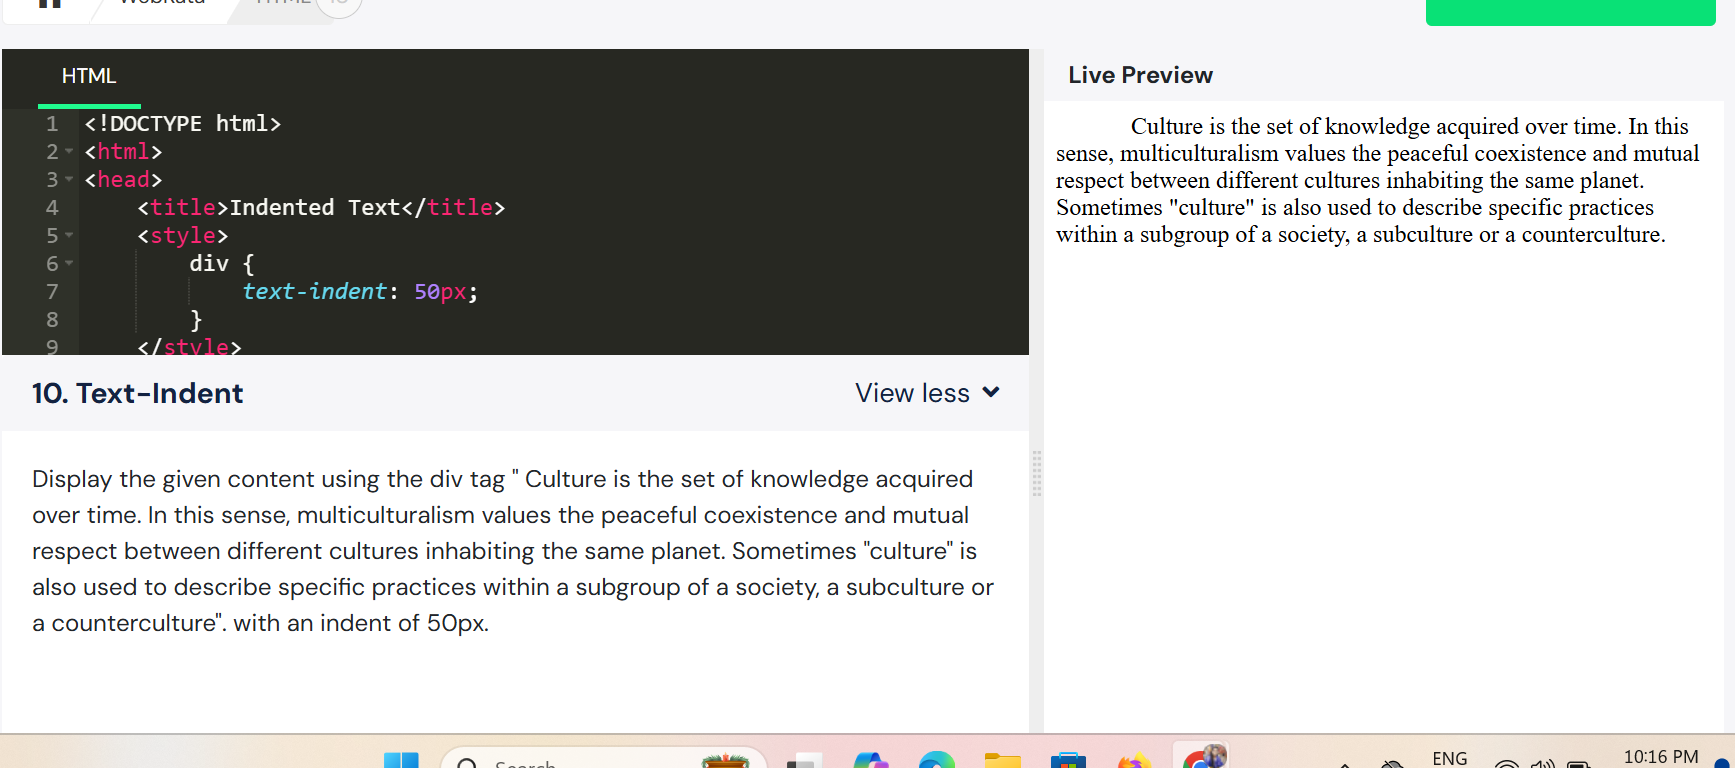 HTML
Live Preview
1 <!DOCTYPE html>
2 <html>
3 <head>
4 <title>Indented Text</title>
5 <style>
6 div {
7 text-indent: 50px;
8 }
9 </style>
Culture is the set of knowledge acquired over time. In this
sense, multiculturalism values the peaceful coexistence and mutual
respect between different cultures inhabiting the same planet.
Sometimes "culture" is also used to describe specific practices
within a subgroup of a society, a subculture or a counterculture.
10. Text-Indent
View less
Display the given content using the div tag " Culture is the set of knowledge acquired
over time. In this sense, multiculturalism values the peaceful coexistence and mutual
respect between different cultures inhabiting the same planet. Sometimes "culture" is
also used to describe specific practices within a subgroup of a society, a subculture or
a counterculture". with an indent of 50px.
Search
ENG
10:16 PM